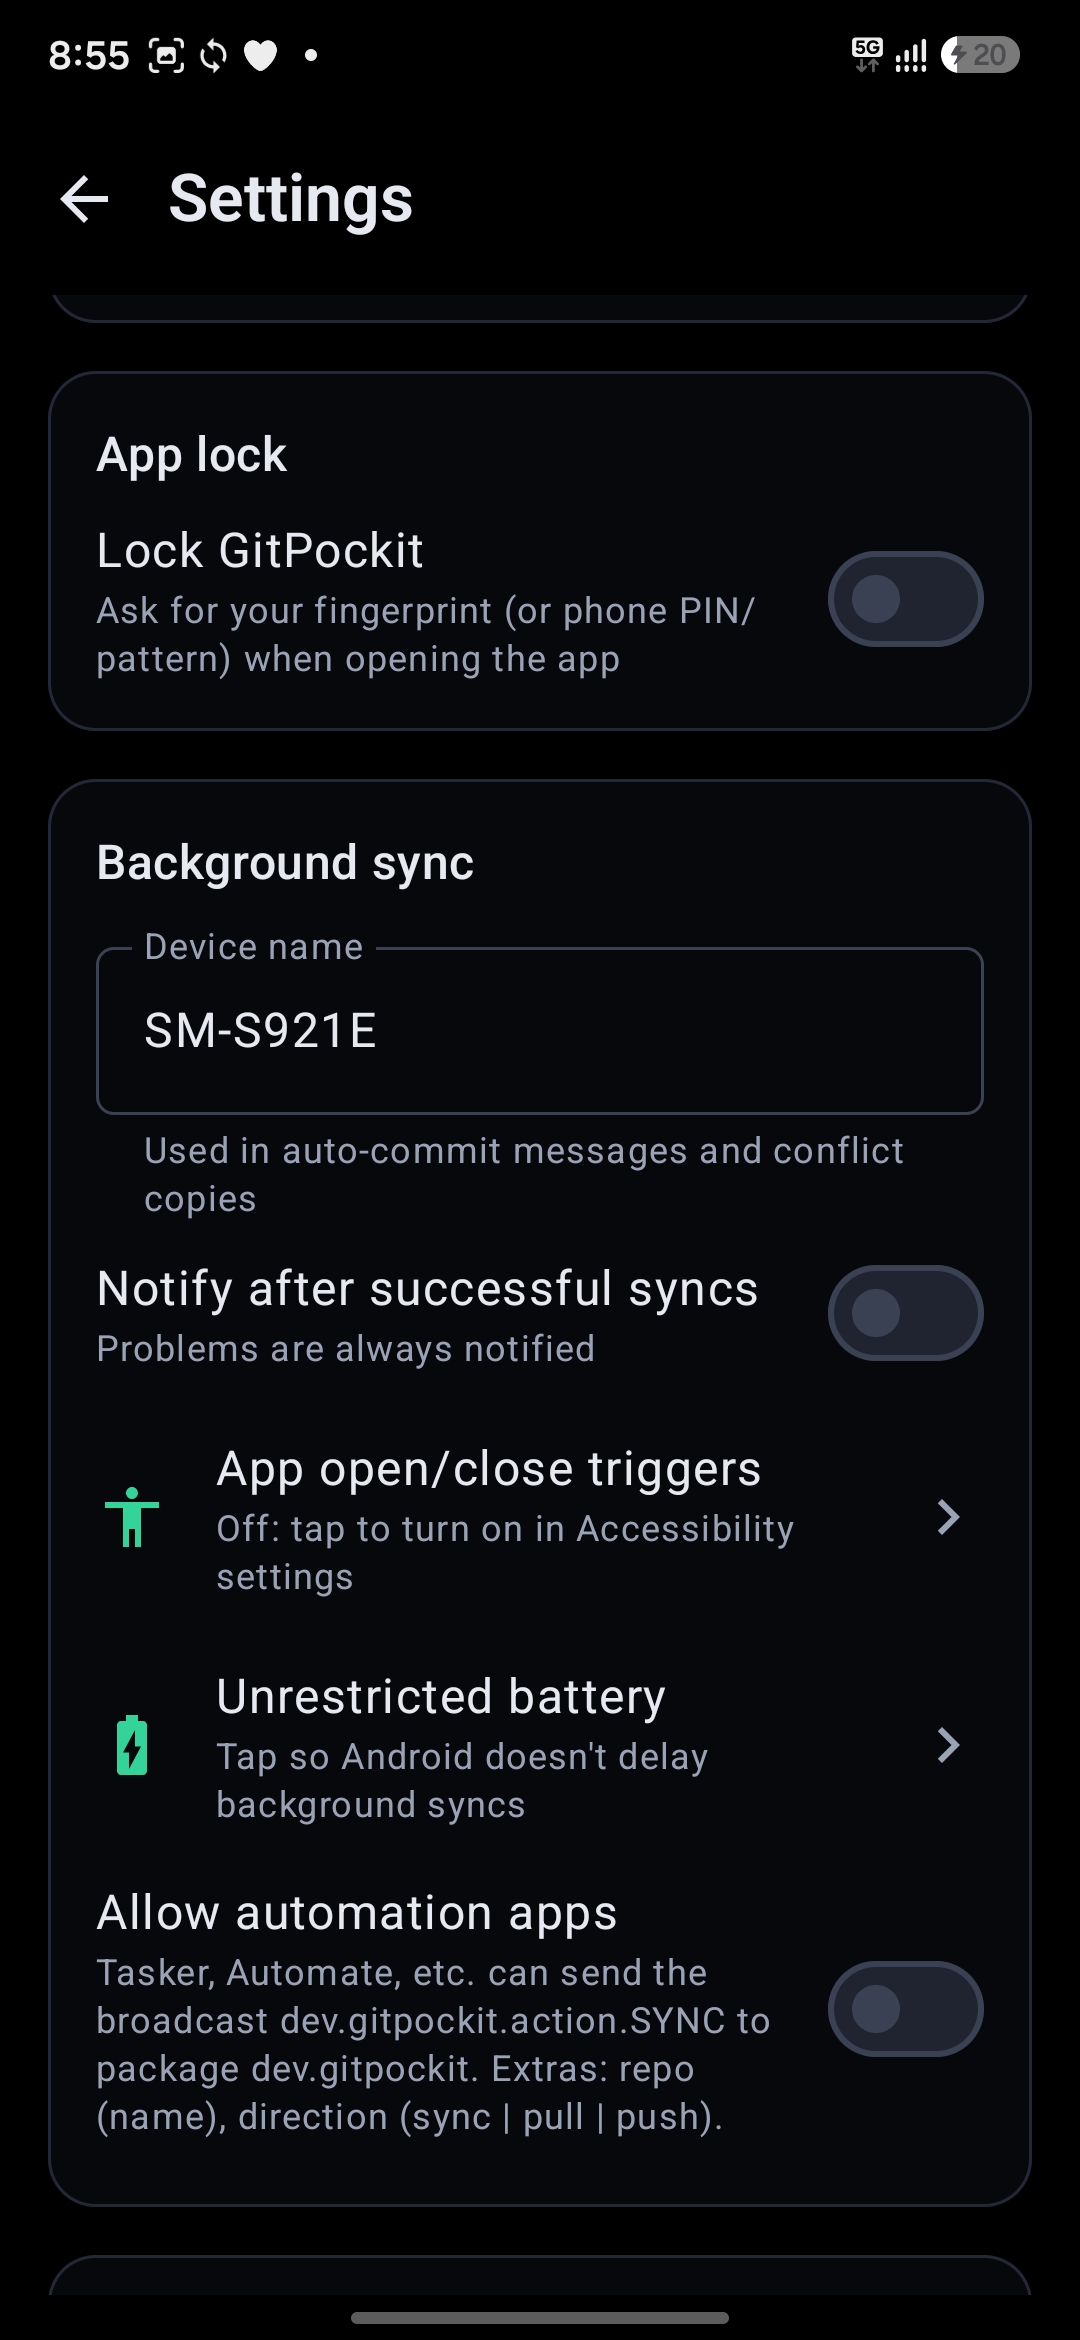 8:55
5G
20
Settings
App lock
Lock GitPockit
Ask for your fingerprint (or phone PIN/
pattern) when opening the app
Background sync
Device name
SM-S921E
Used in auto-commit messages and conflict
copies
Notify after successful syncs
Problems are always notified
App open/close triggers
Off: tap to turn on in Accessibility
settings
Unrestricted battery
Tap so Android doesn't delay
background syncs
Allow automation apps
Tasker, Automate, etc. can send the
broadcast dev.gitpockit.action.SYNC to
package dev.gitpockit. Extras: repo
(name), direction (sync | pull | push).